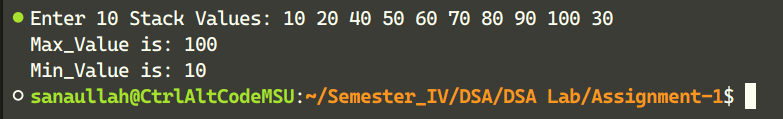 Enter 10 Stack Values: 10 20 40 50 60 70 80 90 100 30
Max_Value is: 100
Min_Value is: 10
sanaullah@CtrlAltCodeMSU:~/Semester_IV/DSA/DSA Lab/Assignment-1$